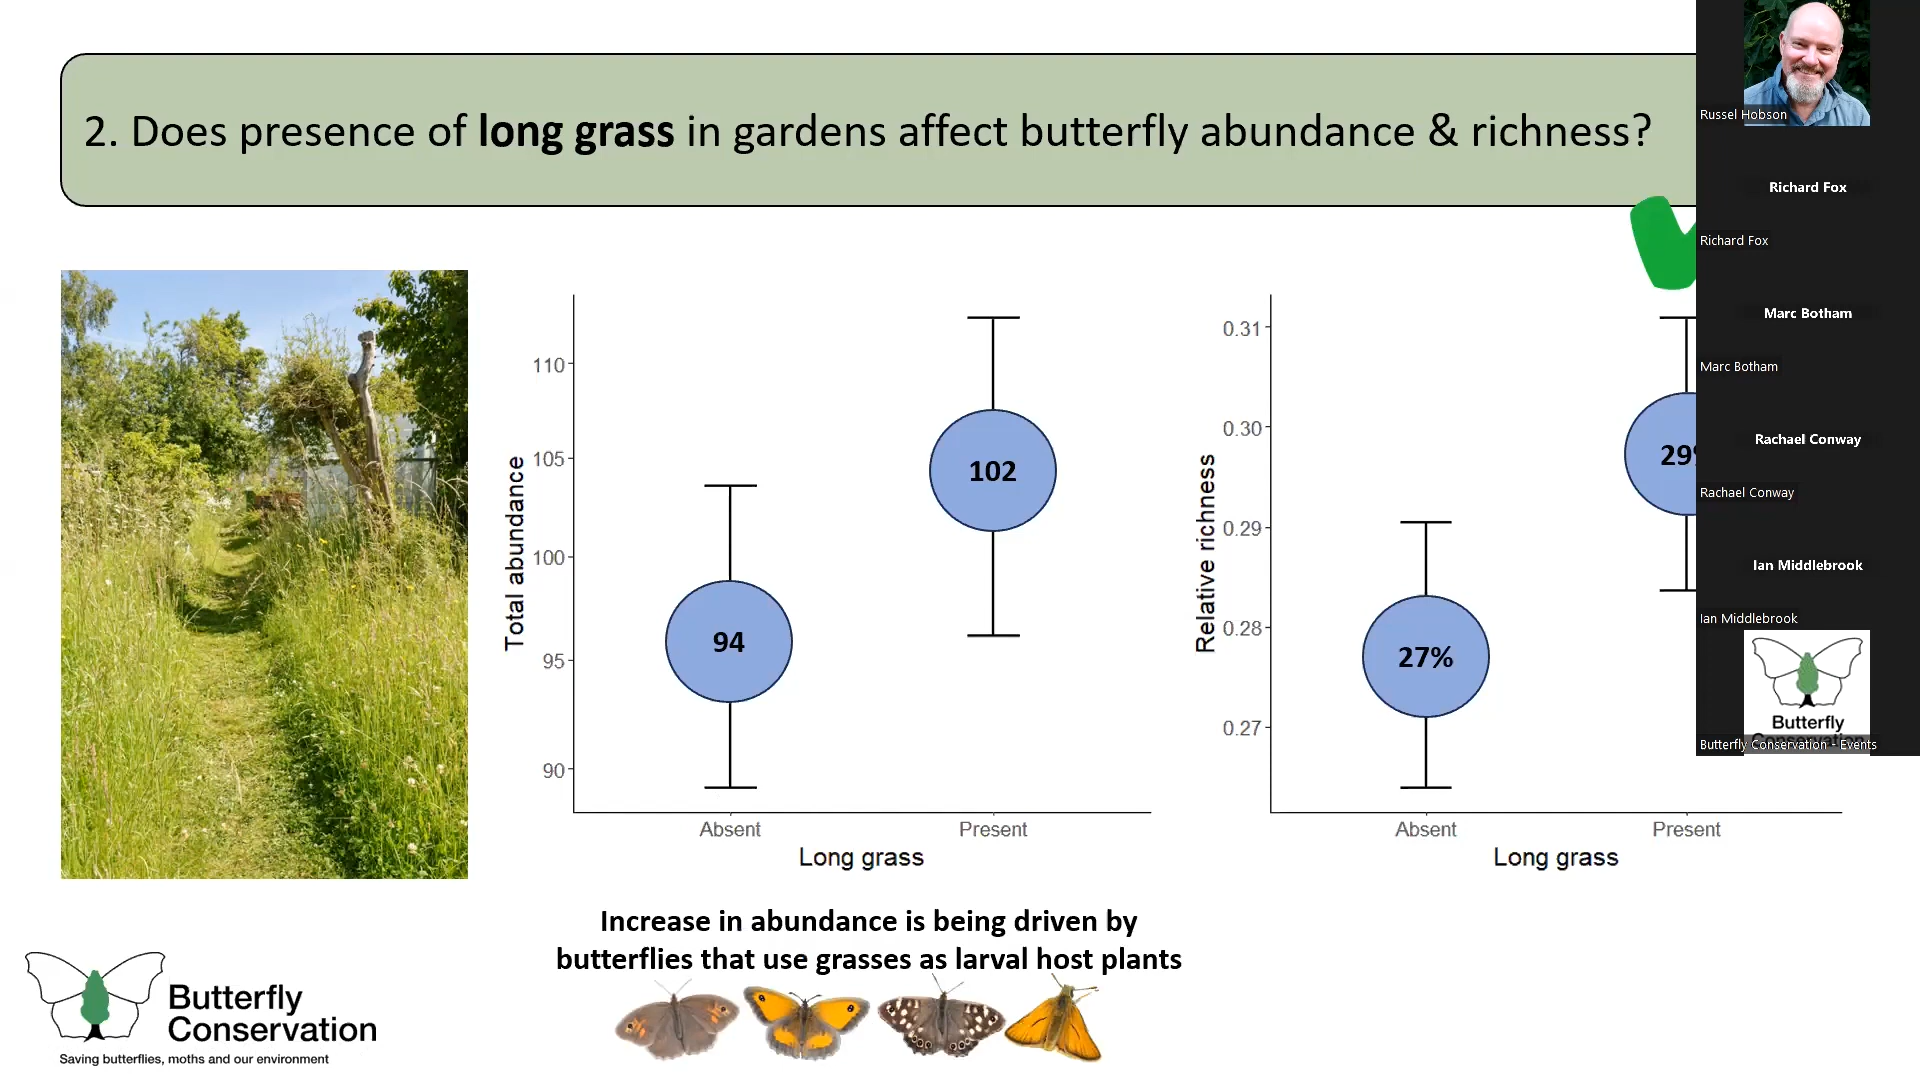 2. Does presence of long grass in gardens affect butterfly abundance & richness?
Total abundance
110
105
100
95
90
94
102
Absent
Present
Long grass
Relative richness
0.31
0.30
0.29
0.28
0.27
27%
29
Absent
Present
Long grass
Increase in abundance is being driven by
butterflies that use grasses as larval host plants
Butterfly
Conservation
Saving butterflies, moths and our environment
Russel Hobson
Richard Fox
Richard Fox
Marc Botham
Marc Botham
Rachael Conway
Rachael Conway
Ian Middlebrook
Ian Middlebrook
Butterfly
Conservation
Butterfly Conservation - Events